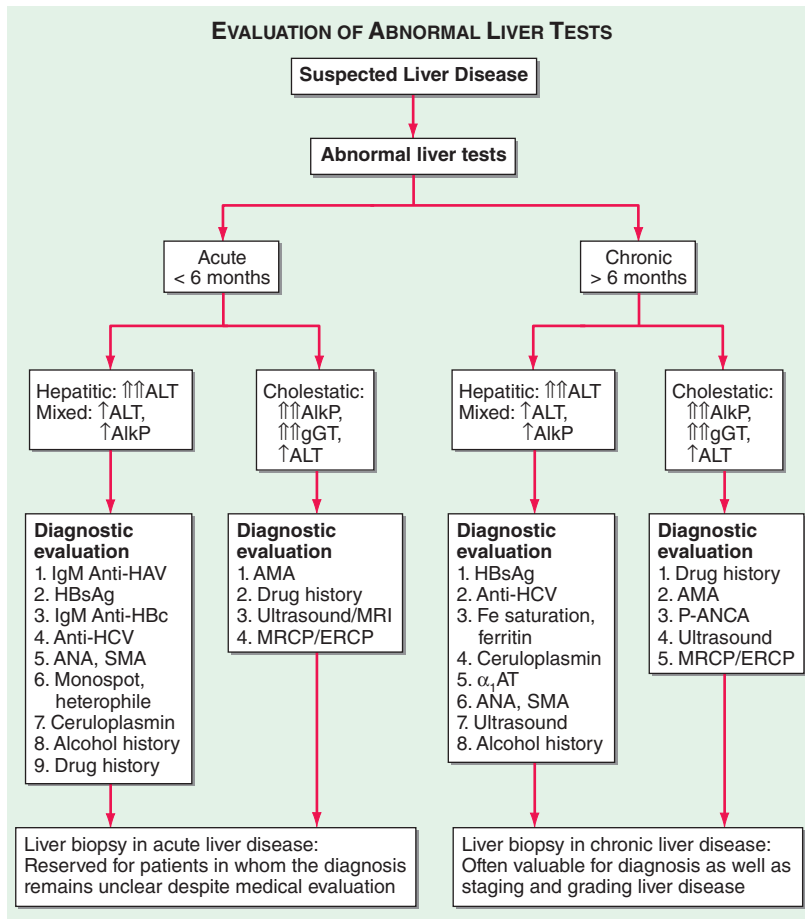 EVALUATION OF ABNORMAL LIVER TESTS
Suspected Liver Disease
Abnormal liver tests
Acute
< 6 months
Chronic
> 6 months
Hepatitic: ⇑⇑ALT
Mixed: ↑ALT,
↑AlkP
Cholestatic:
⇑⇑AlkP,
⇑⇑gGT,
↑ALT
Hepatitic: ⇑⇑ALT
Mixed: ↑ALT,
↑AlkP
Cholestatic:
⇑⇑AlkP,
⇑⇑gGT,
↑ALT
Diagnostic
evaluation
1. IgM Anti-HAV
2. HBsAg
3. IgM Anti-HBc
4. Anti-HCV
5. ANA, SMA
6. Monospot,
heterophile
7. Ceruloplasmin
8. Alcohol history
9. Drug history
Diagnostic
evaluation
1. AMA
2. Drug history
3. Ultrasound/MRI
4. MRCP/ERCP
Diagnostic
evaluation
1. HBsAg
2. Anti-HCV
3. Fe saturation,
ferritin
4. Ceruloplasmin
5. α₁AT
6. ANA, SMA
7. Ultrasound
8. Alcohol history
Diagnostic
evaluation
1. Drug history
2. AMA
3. P-ANCA
4. Ultrasound
5. MRCP/ERCP
Liver biopsy in acute liver disease:
Reserved for patients in whom the diagnosis
remains unclear despite medical evaluation
Liver biopsy in chronic liver disease:
Often valuable for diagnosis as well as
staging and grading liver disease